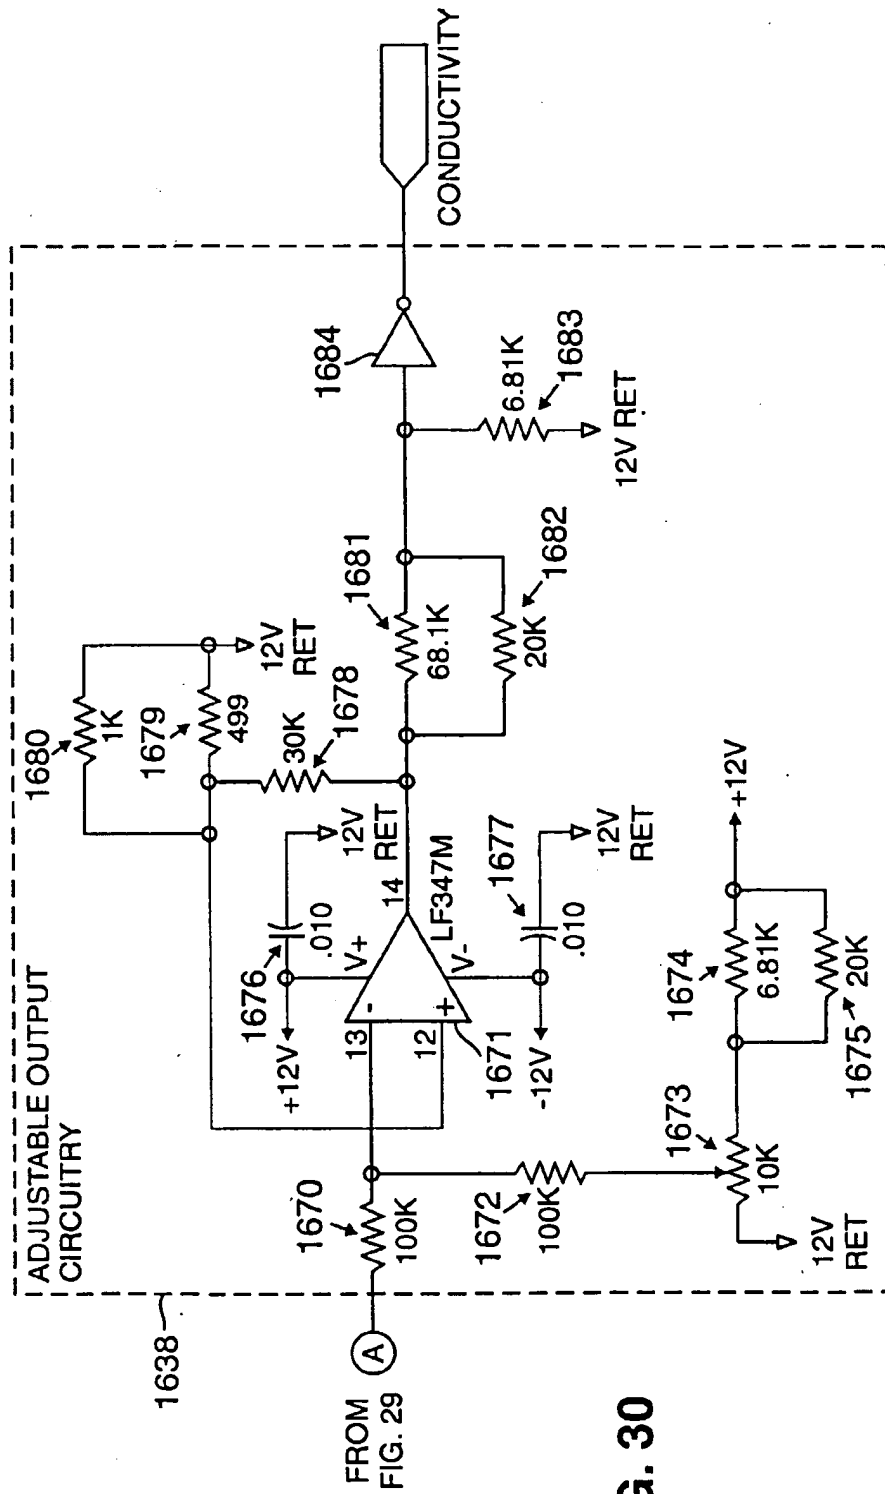 ADJUSTABLE OUTPUT
CIRCUITRY
1638
FROM
FIG. 29
A
1670
100K
1672
100K
1673
10K
12V
RET
1674
6.81K
1675
20K
+12V
13
12
-
+
1671
LF347M
14
V+
V-
1676
.010
+12V
12V
RET
1677
.010
-12V
12V
RET
1678
30K
1679
499
1680
1K
12V
RET
1681
68.1K
1682
20K
1683
6.81K
12V RET
1684
CONDUCTIVITY
G. 30